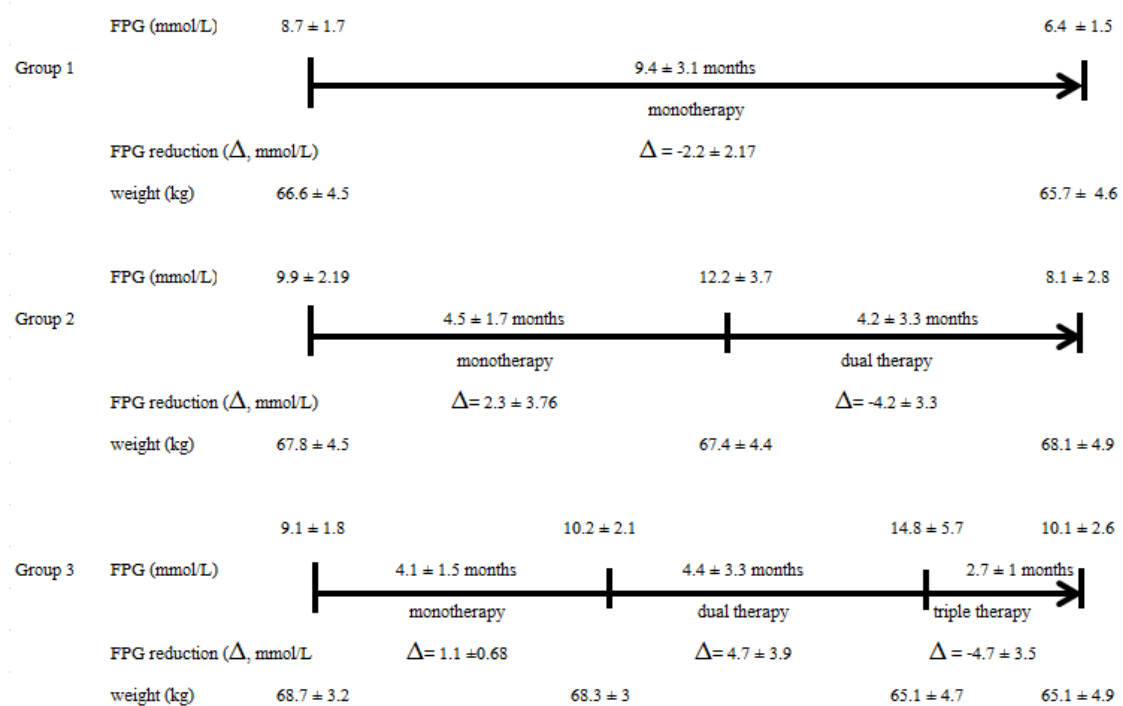 FPG (mmol/L) 8.7 ± 1.7 6.4 ± 1.5
Group 1 9.4 ± 3.1 months
monotherapy
FPG reduction (Δ, mmol/L) Δ = -2.2 ± 2.17
weight (kg) 66.6 ± 4.5 65.7 ± 4.6
FPG (mmol/L) 9.9 ± 2.19 12.2 ± 3.7 8.1 ± 2.8
Group 2 4.5 ± 1.7 months 4.2 ± 3.3 months
monotherapy dual therapy
FPG reduction (Δ, mmol/L) Δ= 2.3 ± 3.76 Δ= -4.2 ± 3.3
weight (kg) 67.8 ± 4.5 67.4 ± 4.4 68.1 ± 4.9
9.1 ± 1.8 10.2 ± 2.1 14.8 ± 5.7 10.1 ± 2.6
Group 3 FPG (mmol/L) 4.1 ± 1.5 months 4.4 ± 3.3 months 2.7 ± 1 months
monotherapy dual therapy triple therapy
FPG reduction (Δ, mmol/L Δ= 1.1 ±0.68 Δ= 4.7 ± 3.9 Δ = -4.7 ± 3.5
weight (kg) 68.7 ± 3.2 68.3 ± 3 65.1 ± 4.7 65.1 ± 4.9